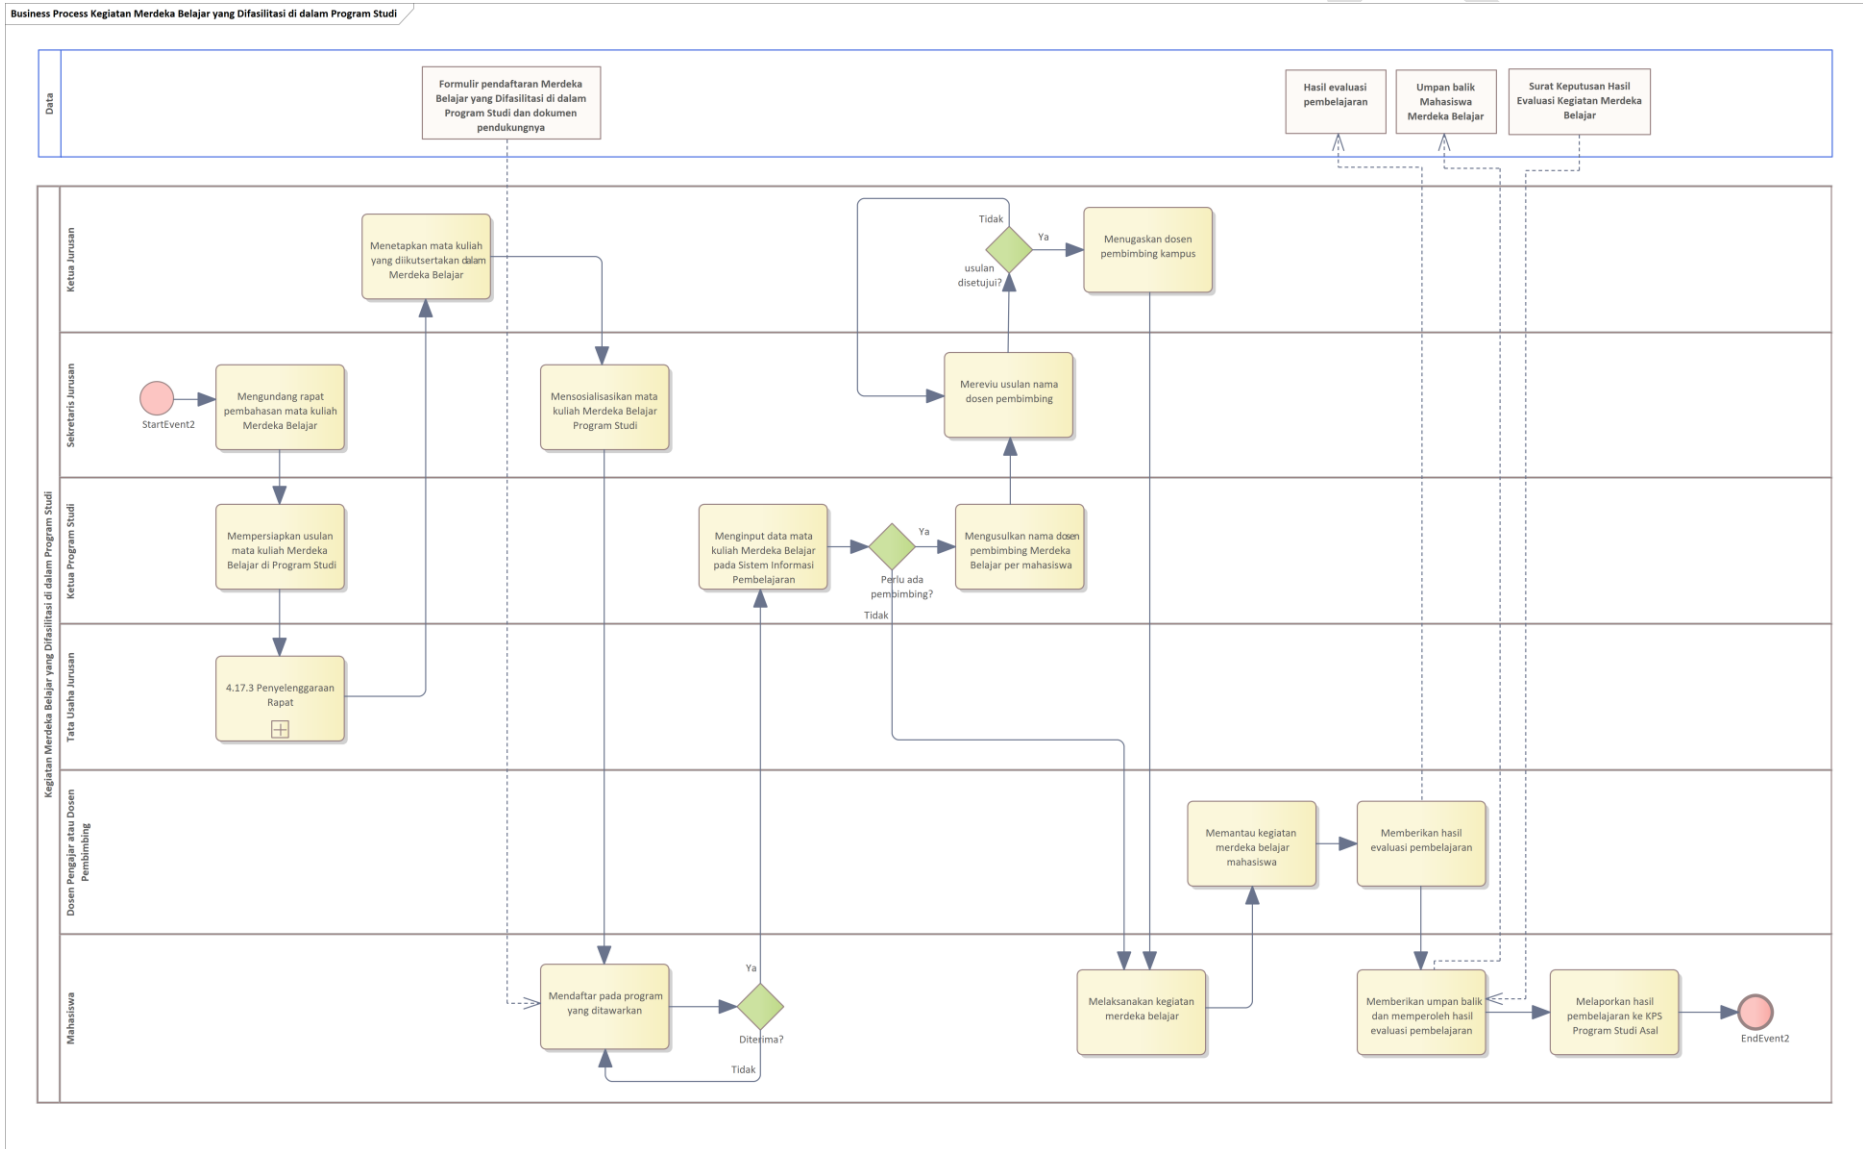 Business Process Kegiatan Merdeka Belajar yang Difasilitasi di dalam Program Studi
Data
Formulir pendaftaran Merdeka
Belajar yang Difasilitasi di dalam
Program Studi dan dokumen
pendukungnya
Hasil evaluasi
pembelajaran
Umpan balik
Mahasiswa
Merdeka Belajar
Surat Keputusan Hasil
Evaluasi Kegiatan Merdeka
Belajar
Kegiatan Merdeka Belajar yang Difasilitasi di dalam Program Studi
Ketua Jurusan
Menetapkan mata kuliah
yang diikutsertakan dalam
Merdeka Belajar
Tidak
Ya
usulan
disetujui?
Menugaskan dosen
pembimbing kampus
Sekretaris Jurusan
StartEvent2
Mengundang rapat
pembahasan mata kuliah
Merdeka Belajar
Mensosialisasikan mata
kuliah Merdeka Belajar
Program Studi
Mereviu usulan nama
dosen pembimbing
Ketua Program Studi
Mempersiapkan usulan
mata kuliah Merdeka
Belajar di Program Studi
Menginput data mata
kuliah Merdeka Belajar
pada Sistem Informasi
Pembelajaran
Ya
Perlu ada
pembimbing?
Tidak
Mengusulkan nama dosen
pembimbing Merdeka
Belajar per mahasiswa
Tata Usaha Jurusan
4.17.3 Penyelenggaraan
Rapat
Dosen Pengajar atau Dosen
Pembimbing
Memantau kegiatan
merdeka belajar
mahasiswa
Memberikan hasil
evaluasi pembelajaran
Mahasiswa
Mendaftar pada program
yang ditawarkan
Ya
Diterima?
Tidak
Melaksanakan kegiatan
merdeka belajar
Memberikan umpan balik
dan memperoleh hasil
evaluasi pembelajaran
Melaporkan hasil
pembelajaran ke KPS
Program Studi Asal
EndEvent2